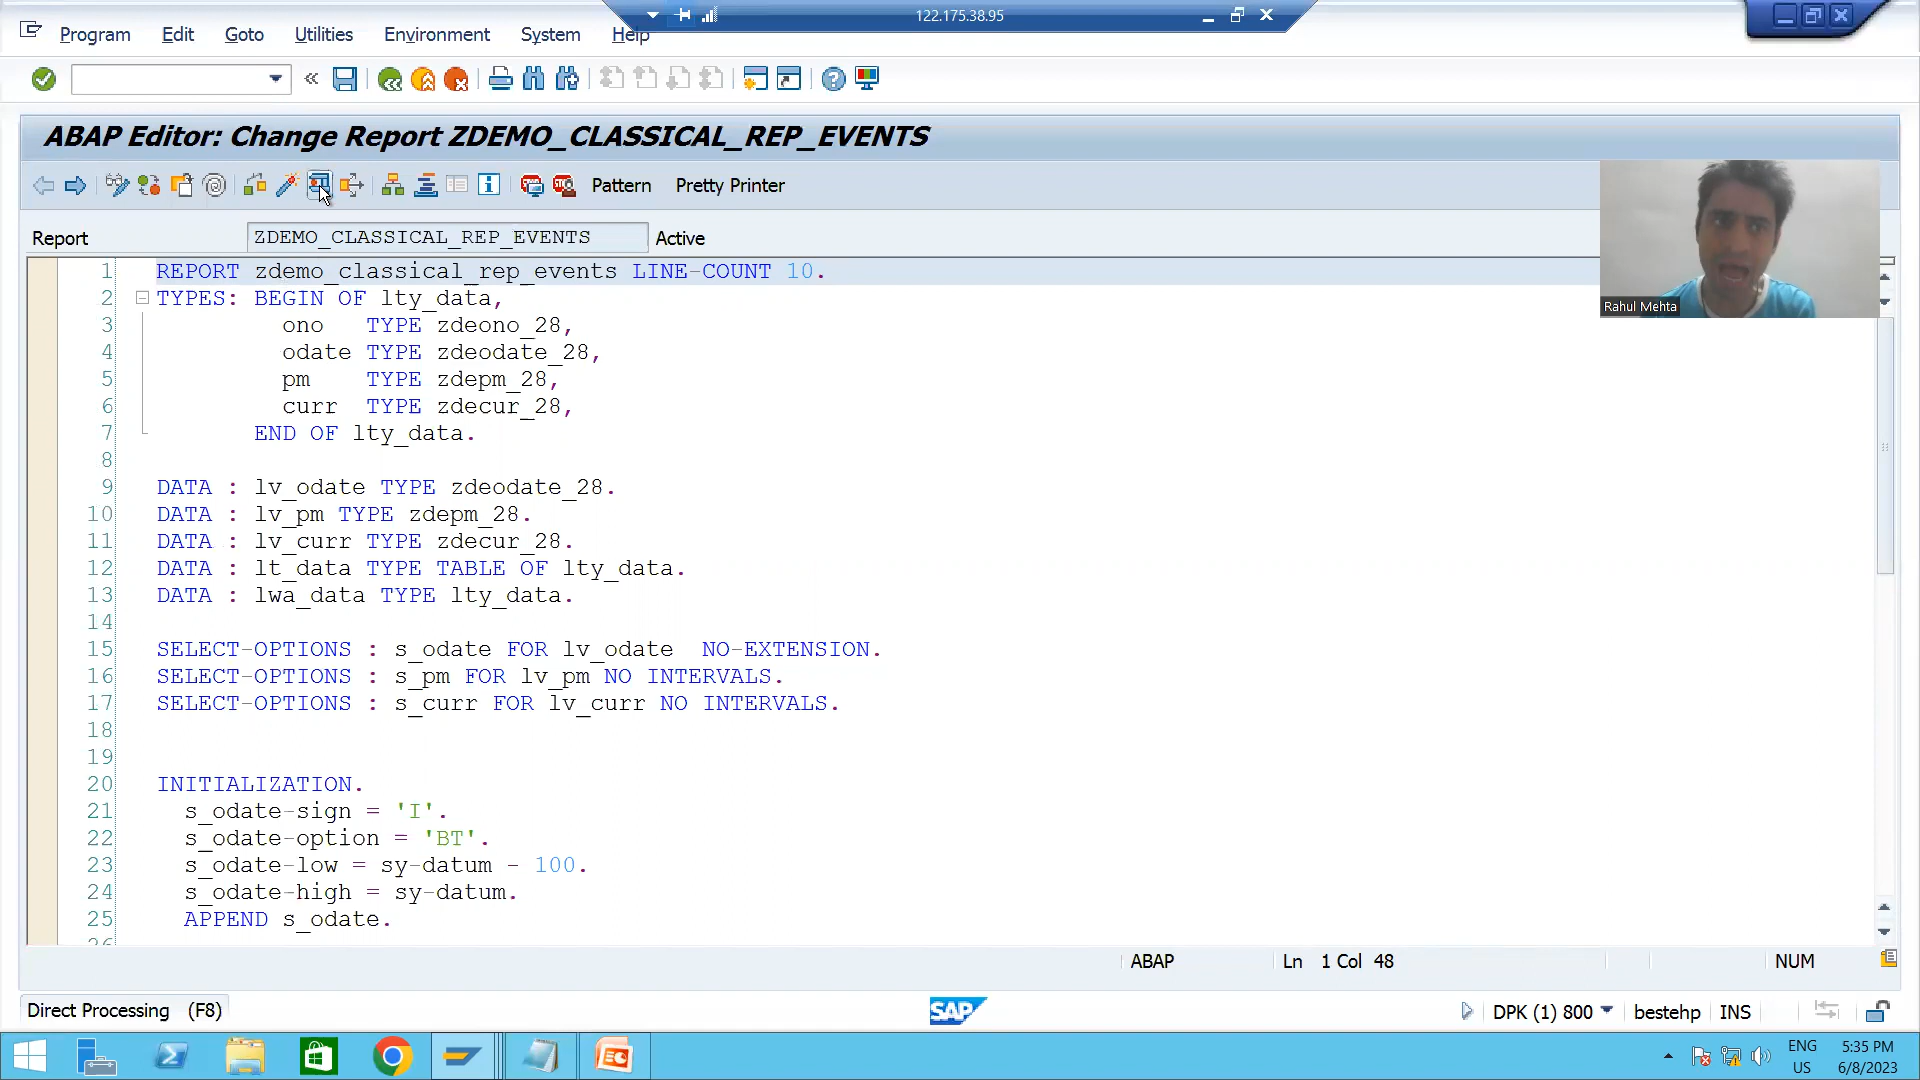 122.175.38.95
Program Edit Goto Utilities Environment System Help
ABAP Editor: Change Report ZDEMO_CLASSICAL_REP_EVENTS
Pattern Pretty Printer
Report ZDEMO_CLASSICAL_REP_EVENTS Active
Rahul Mehta
1 REPORT zdemo_classical_rep_events LINE-COUNT 10.
2 TYPES: BEGIN OF lty_data,
3 ono TYPE zdeono_28,
4 odate TYPE zdeodate_28,
5 pm TYPE zdepm_28,
6 curr TYPE zdecur_28,
7 END OF lty_data.
8
9 DATA : lv_odate TYPE zdeodate_28.
10 DATA : lv_pm TYPE zdepm_28.
11 DATA : lv_curr TYPE zdecur_28.
12 DATA : lt_data TYPE TABLE OF lty_data.
13 DATA : lwa_data TYPE lty_data.
14
15 SELECT-OPTIONS : s_odate FOR lv_odate NO-EXTENSION.
16 SELECT-OPTIONS : s_pm FOR lv_pm NO INTERVALS.
17 SELECT-OPTIONS : s_curr FOR lv_curr NO INTERVALS.
18
19
20 INITIALIZATION.
21 s_odate-sign = 'I'.
22 s_odate-option = 'BT'.
23 s_odate-low = sy-datum - 100.
24 s_odate-high = sy-datum.
25 APPEND s_odate.
26
ABAP Ln 1 Col 48 NUM
Direct Processing (F8) SAP DPK (1) 800 bestehp INS
ENG 5:35 PM
US 6/8/2023